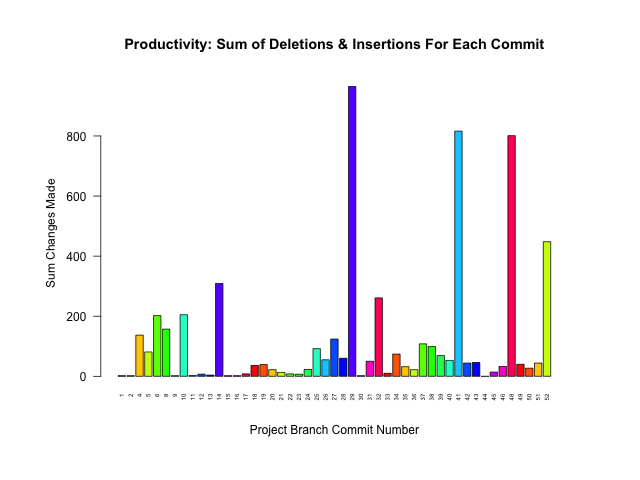 Productivity: Sum of Deletions & Insertions For Each Commit
800
600
400
200
0
Sum Changes Made
1 2 4 5 6 8 9 10 11 12 13 14 15 16 17 18 19 20 21 22 23 24 25 26 27 28 29 30 31 32 33 34 35 36 37 38 39 40 41 42 43 44 45 46 48 49 50 51 52
Project Branch Commit Number